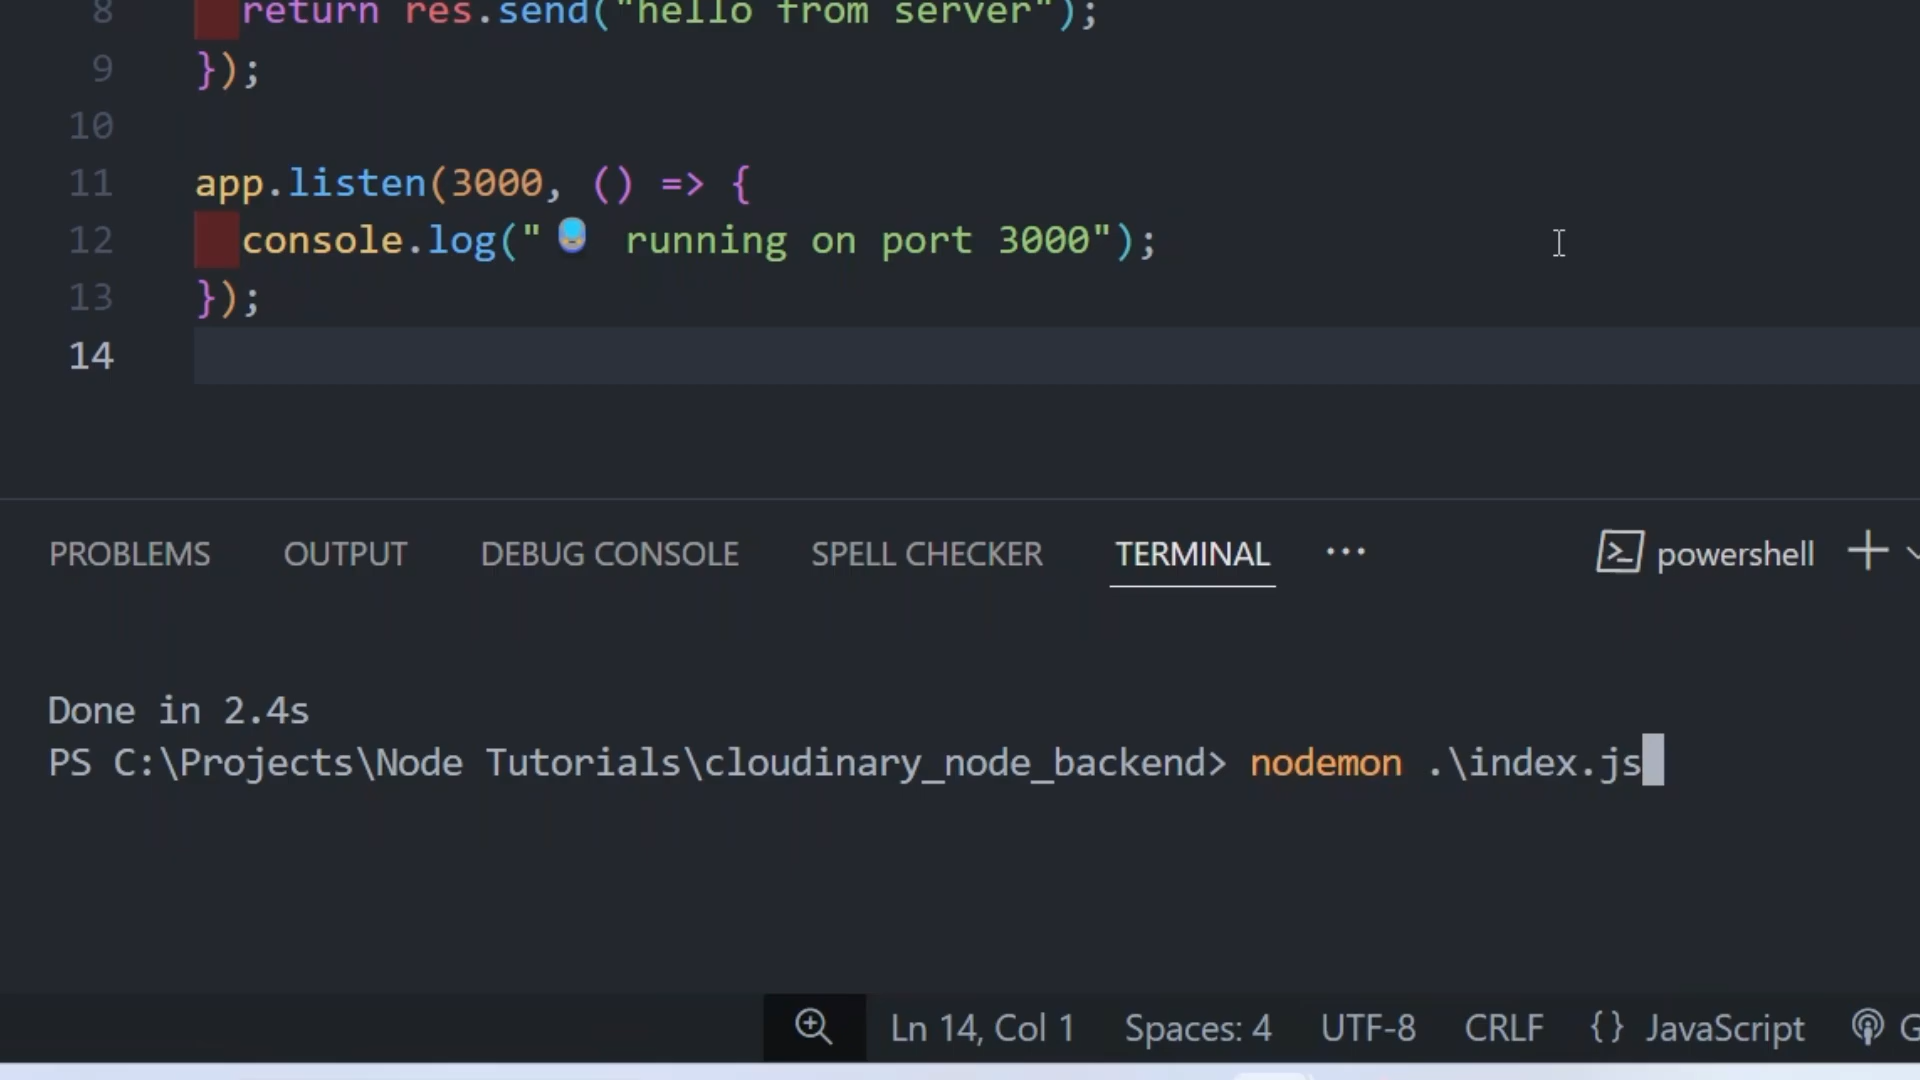 8 return res.send("hello from server");
9 });
10
11 app.listen(3000, () => {
12 console.log(" running on port 3000");
13 });
14
PROBLEMS OUTPUT DEBUG CONSOLE SPELL CHECKER TERMINAL ··· powershell
Done in 2.4s
PS C:\Projects\Node Tutorials\cloudinary_node_backend> nodemon .\index.js
Ln 14, Col 1 Spaces: 4 UTF-8 CRLF {} JavaScript G